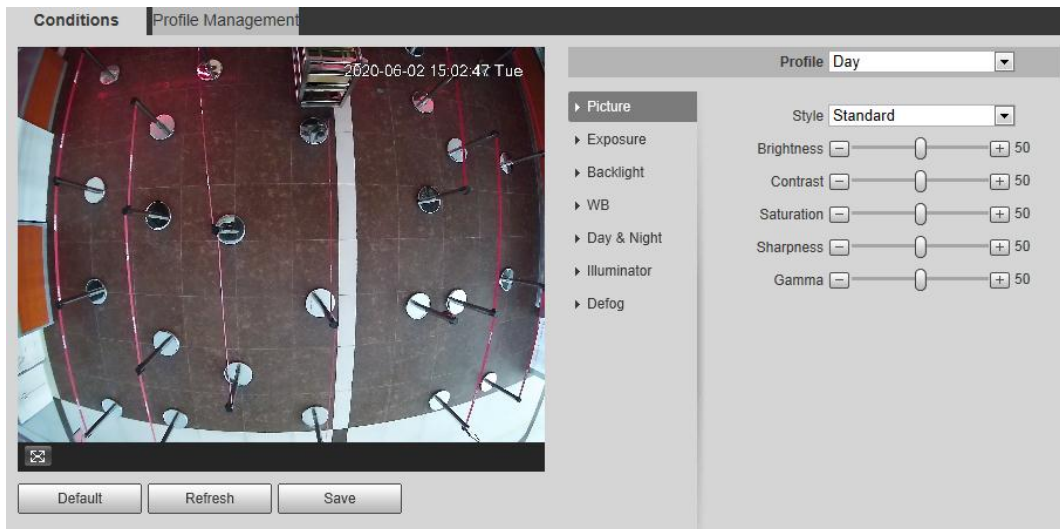 Conditions
Profile Management
2020-06-02 15:02:47 Tue
Profile Day
Picture
Exposure
Backlight
WB
Day & Night
Illuminator
Defog
Style Standard
Brightness 50
Contrast 50
Saturation 50
Sharpness 50
Gamma 50
Default Refresh Save